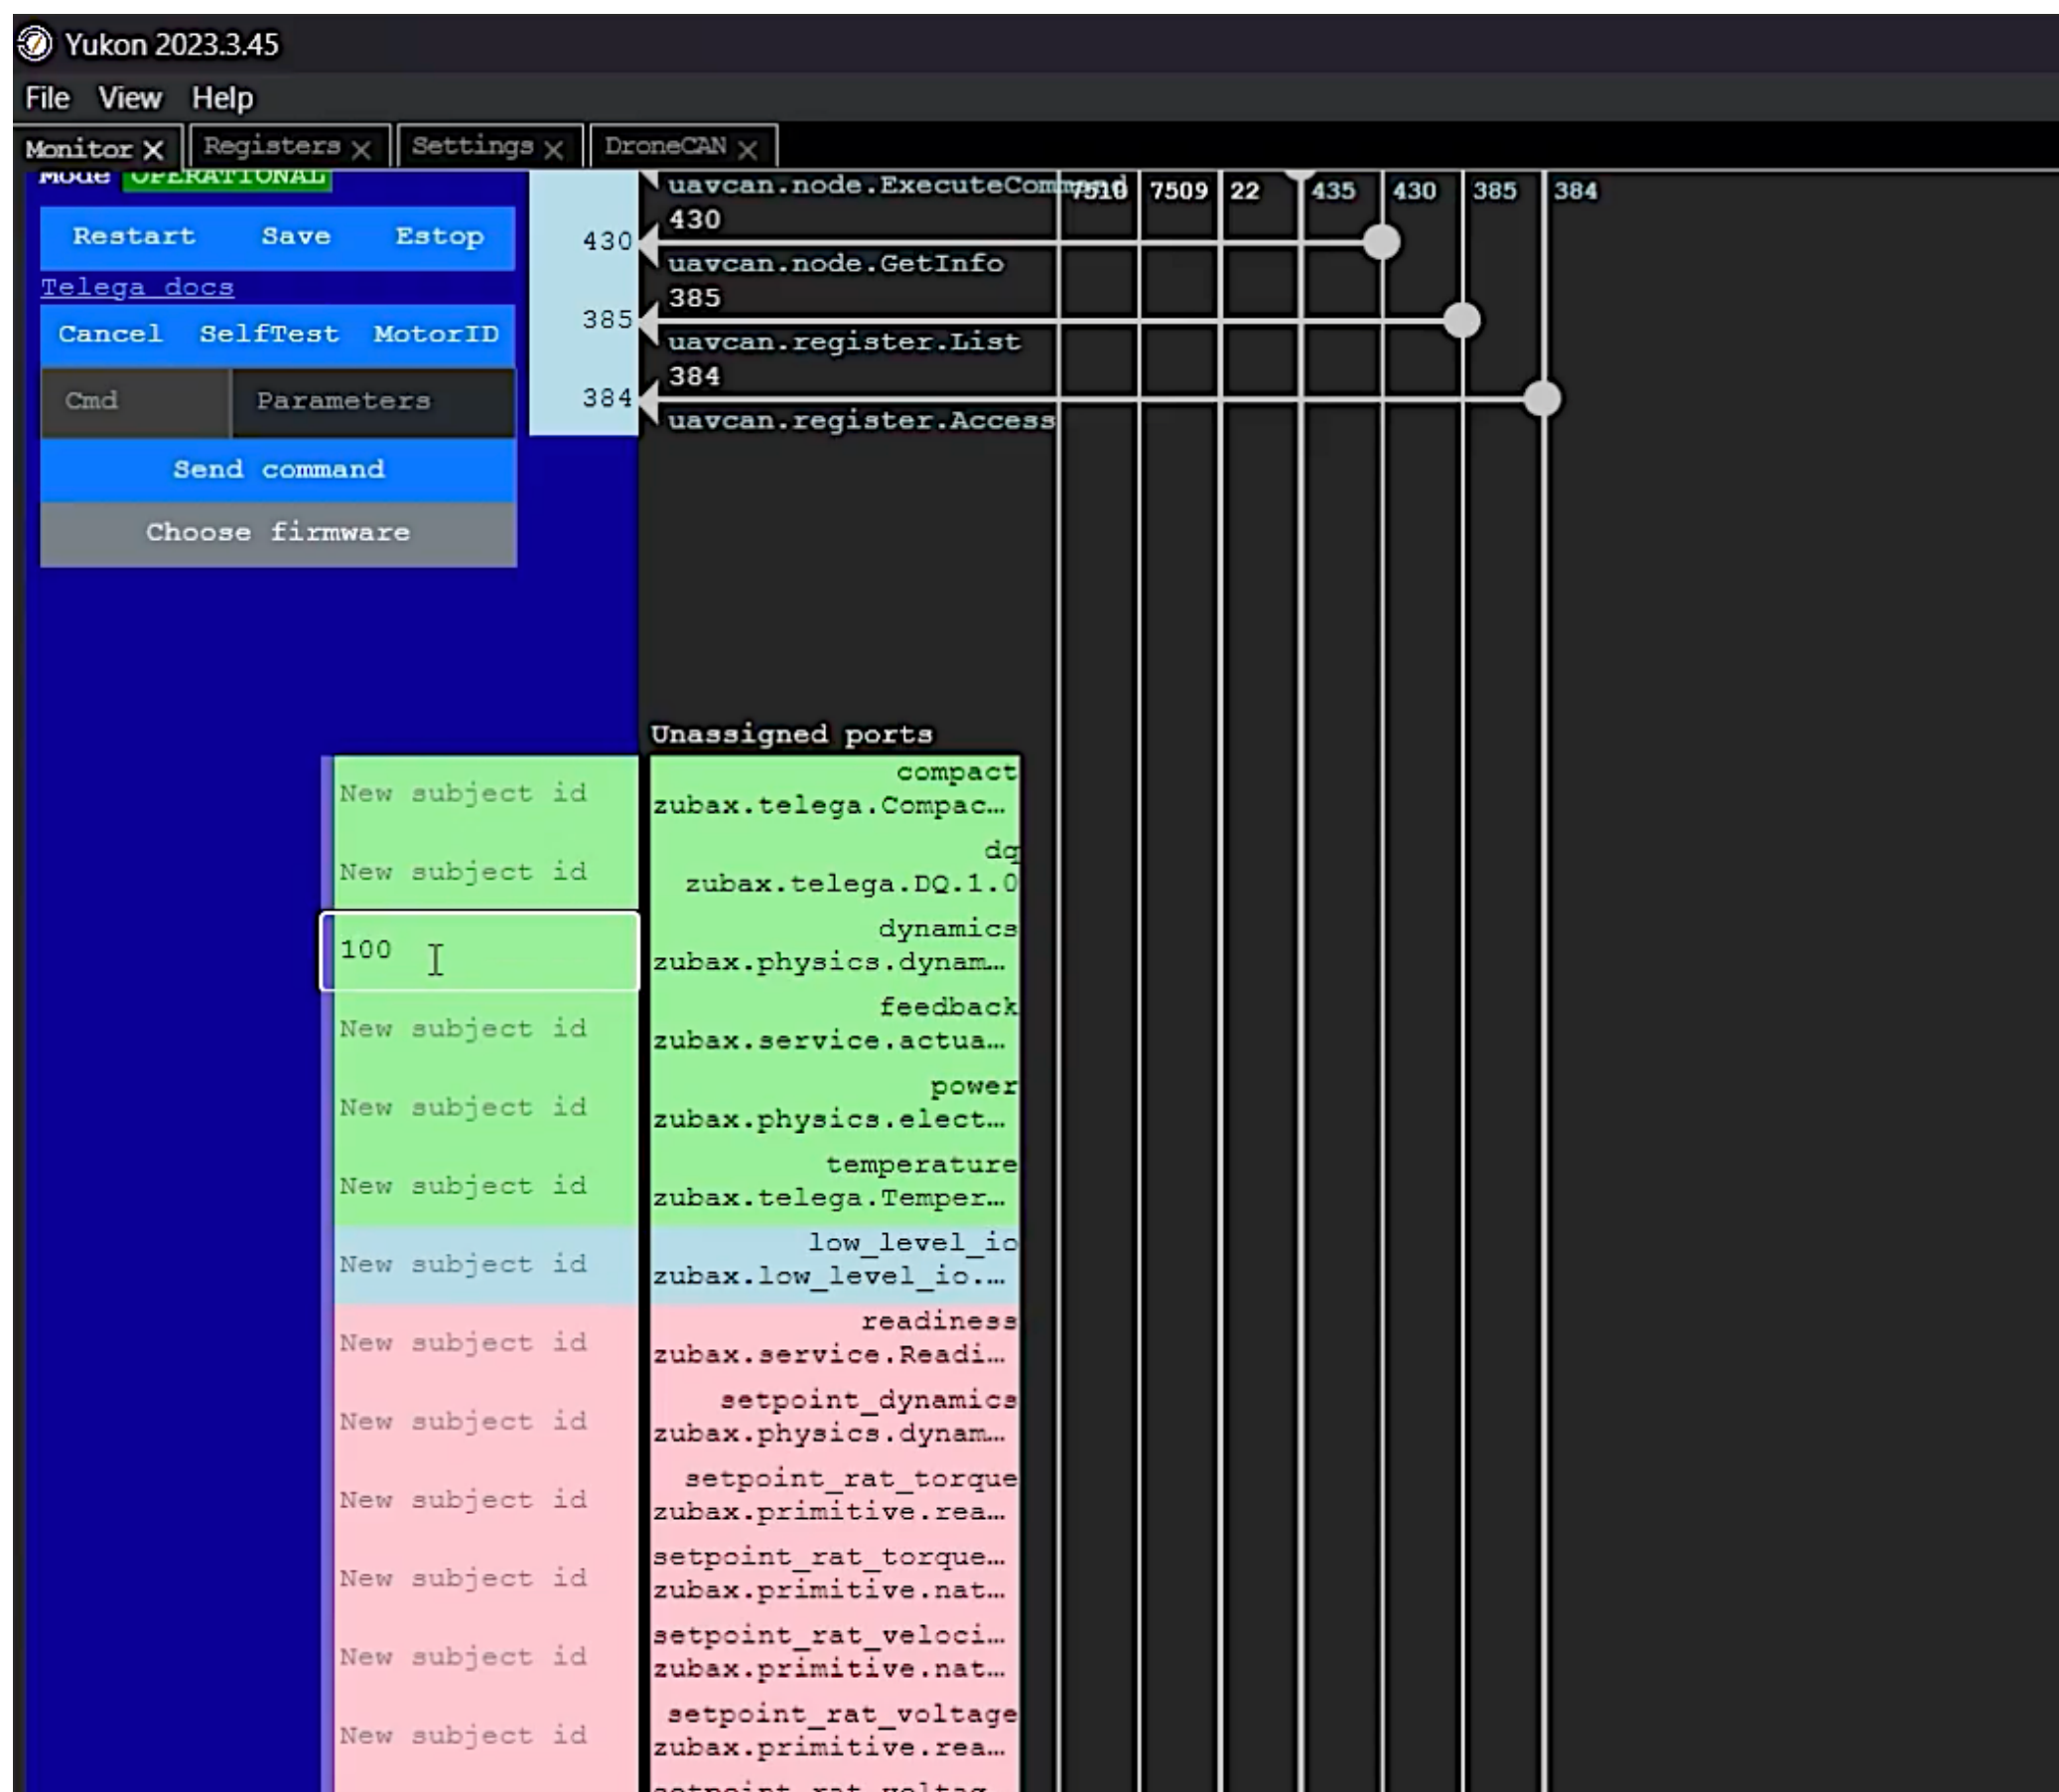 Yukon 2023.3.45
File View Help
Monitor Registers Settings DroneCAN
Mode OPERATIONAL
Restart Save Estop
Telega docs
Cancel SelfTest MotorID
Cmd Parameters
Send command
Choose firmware
uavcan.node.ExecuteCommand
7510 7509 22 435 430 385 384
430
430
uavcan.node.GetInfo
385
385
uavcan.register.List
384
384
uavcan.register.Access
Unassigned ports
New subject id
compact
zubax.telega.Compac…
New subject id
dq
zubax.telega.DQ.1.0
100
dynamics
zubax.physics.dynam…
New subject id
feedback
zubax.service.actua…
New subject id
power
zubax.physics.elect…
New subject id
temperature
zubax.telega.Temper…
New subject id
low_level_io
zubax.low_level_io.…
New subject id
readiness
zubax.service.Readi…
New subject id
setpoint_dynamics
zubax.physics.dynam…
New subject id
setpoint_rat_torque
zubax.primitive.rea…
New subject id
setpoint_rat_torque…
zubax.primitive.nat…
New subject id
setpoint_rat_veloci…
zubax.primitive.nat…
New subject id
setpoint_rat_voltage
zubax.primitive.rea…